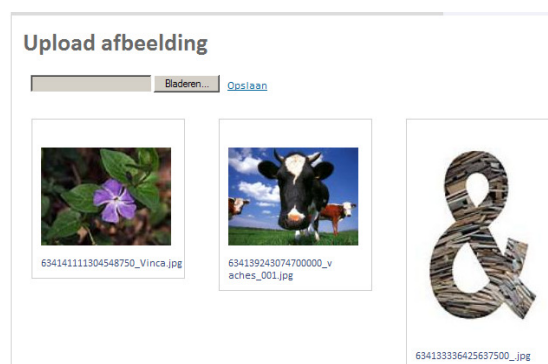 Upload afbeelding
Bladeren...
Opslaan
634141111304548750_Vinca.jpg
634139243074700000_v
aches_001.jpg
&
634133336425637500_.jpg